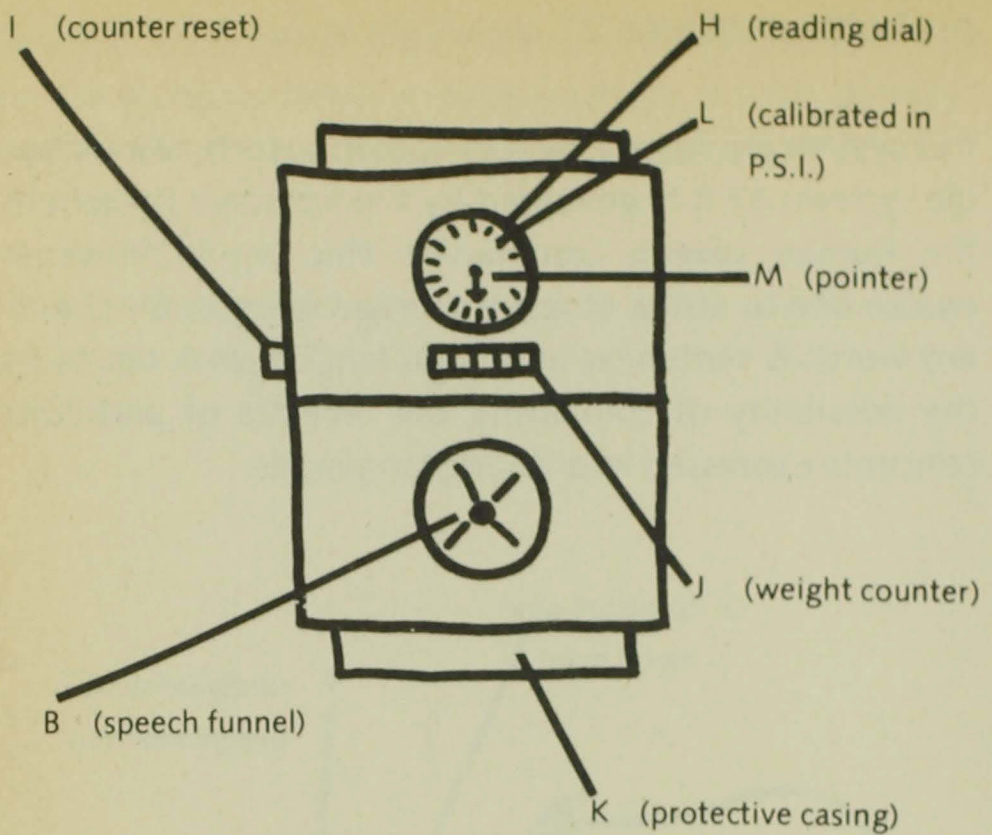 I (counter reset)
H (reading dial)
L (calibrated in
P.S.I.)
M (pointer)
J (weight counter)
B (speech funnel)
K (protective casing)